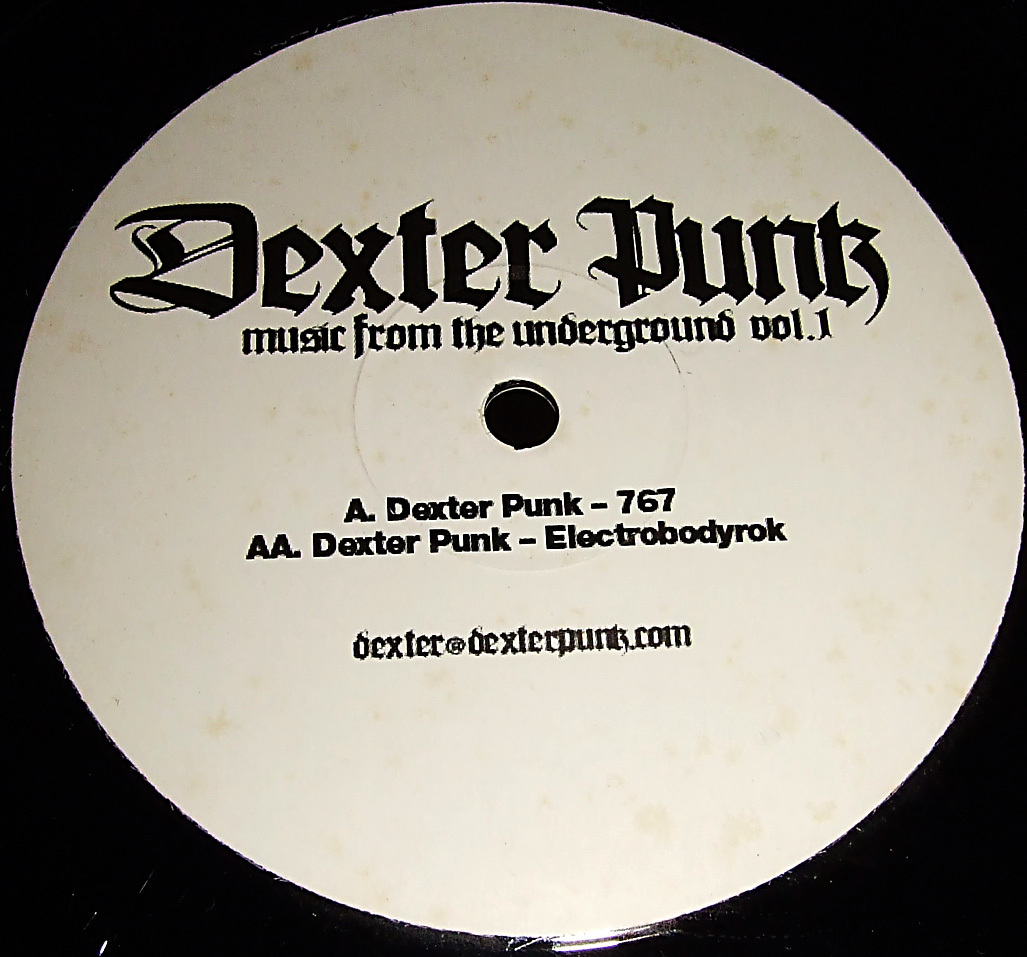 Dexter Punk
music from the underground vol.1
A. Dexter Punk – 767
AA. Dexter Punk – Electrobodyrok
dexter@dexterpunk.com